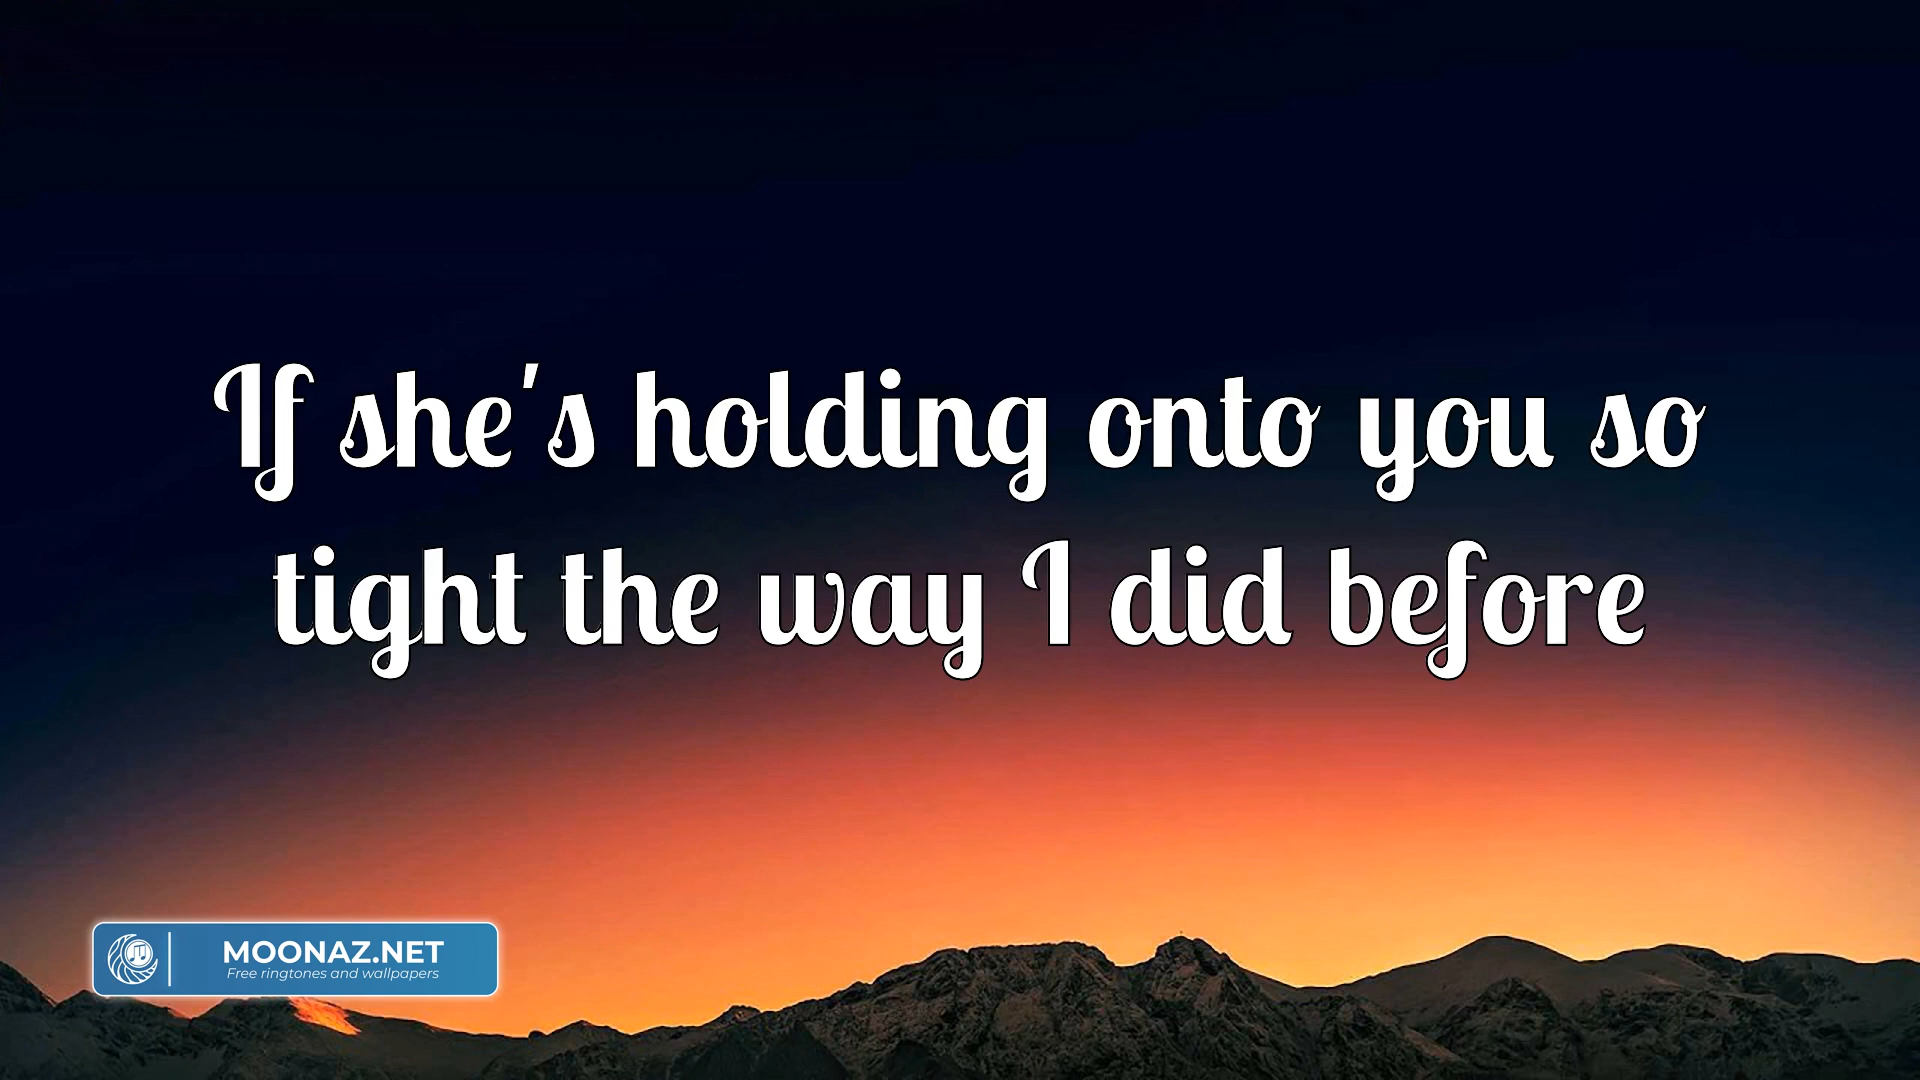 If she's holding onto you so
tight the way I did before
MOONAZ.NET
Free ringtones and wallpapers